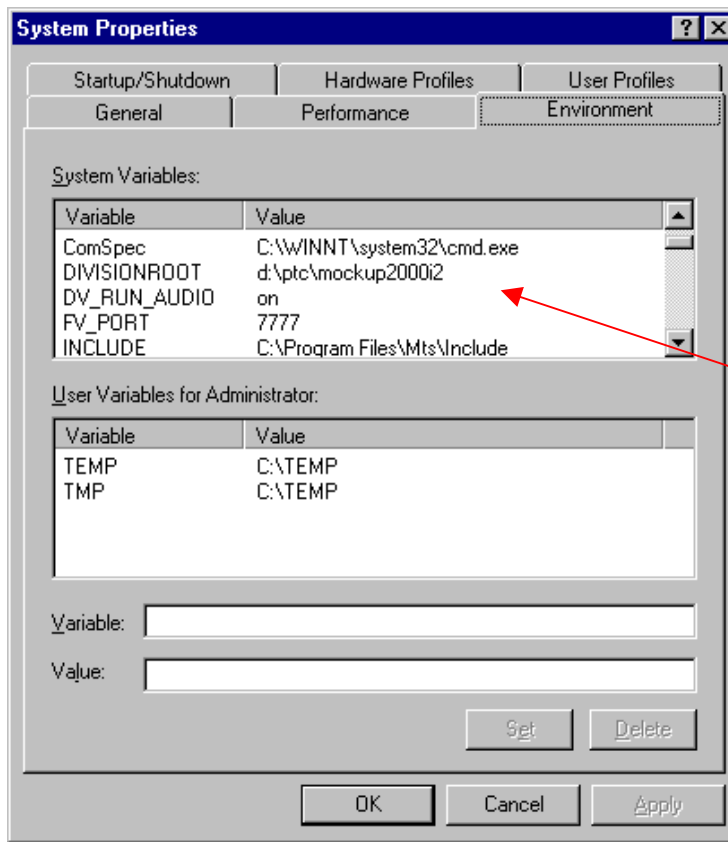 System Properties
Startup/Shutdown Hardware Profiles User Profiles
General Performance Environment
System Variables:
Variable Value
ComSpec C:\WINNT\system32\cmd.exe
DIVISIONROOT d:\ptc\mockup2000i2
DV_RUN_AUDIO on
FV_PORT 7777
INCLUDE C:\Program Files\Mts\Include
User Variables for Administrator:
Variable Value
TEMP C:\TEMP
TMP C:\TEMP
Variable:
Value:
Set Delete
OK Cancel Apply